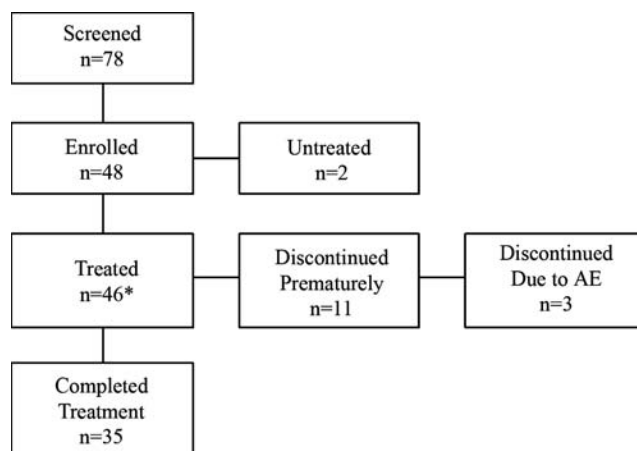 Screened
n=78
Enrolled
n=48
Untreated
n=2
Treated
n=46*
Discontinued
Prematurely
n=11
Discontinued
Due to AE
n=3
Completed
Treatment
n=35